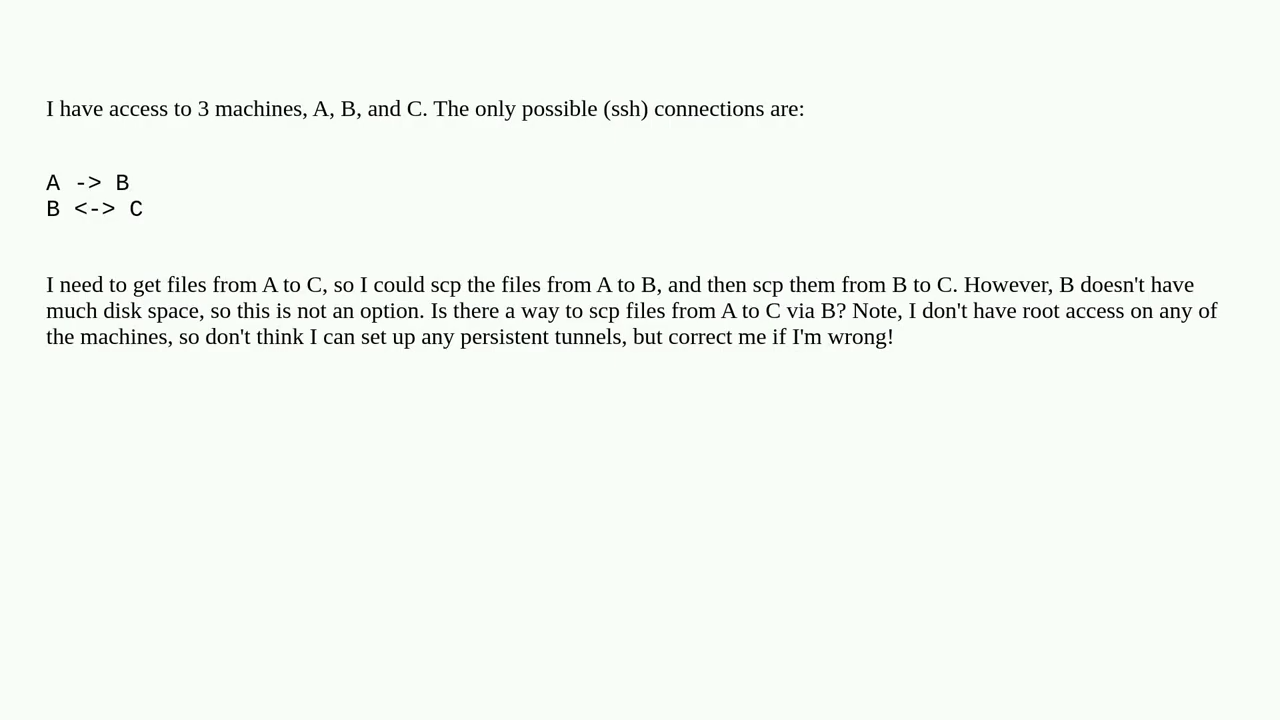 I have access to 3 machines, A, B, and C. The only possible (ssh) connections are:
A -> B
B <-> C
I need to get files from A to C, so I could scp the files from A to B, and then scp them from B to C. However, B doesn't have
much disk space, so this is not an option. Is there a way to scp files from A to C via B? Note, I don't have root access on any of
the machines, so don't think I can set up any persistent tunnels, but correct me if I'm wrong!